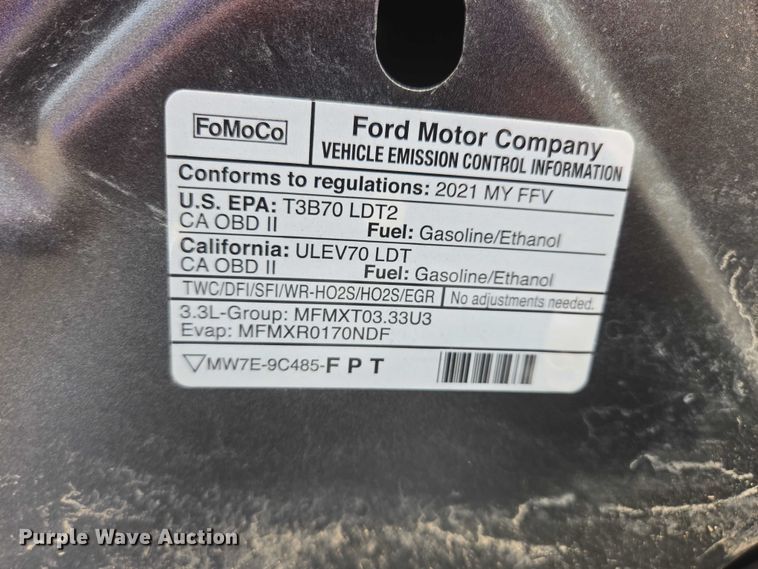 FoMoCo
Ford Motor Company
VEHICLE EMISSION CONTROL INFORMATION
Conforms to regulations: 2021 MY FFV
U.S. EPA: T3B70 LDT2
CA OBD II Fuel: Gasoline/Ethanol
California: ULEV70 LDT
CA OBD II Fuel: Gasoline/Ethanol
TWC/DFI/SFI/WR-HO2S/HO2S/EGR No adjustments needed.
3.3L-Group: MFMXT03.33U3
Evap: MFMXR0170NDF
▽MW7E-9C485-F P T
Purple Wave Auction